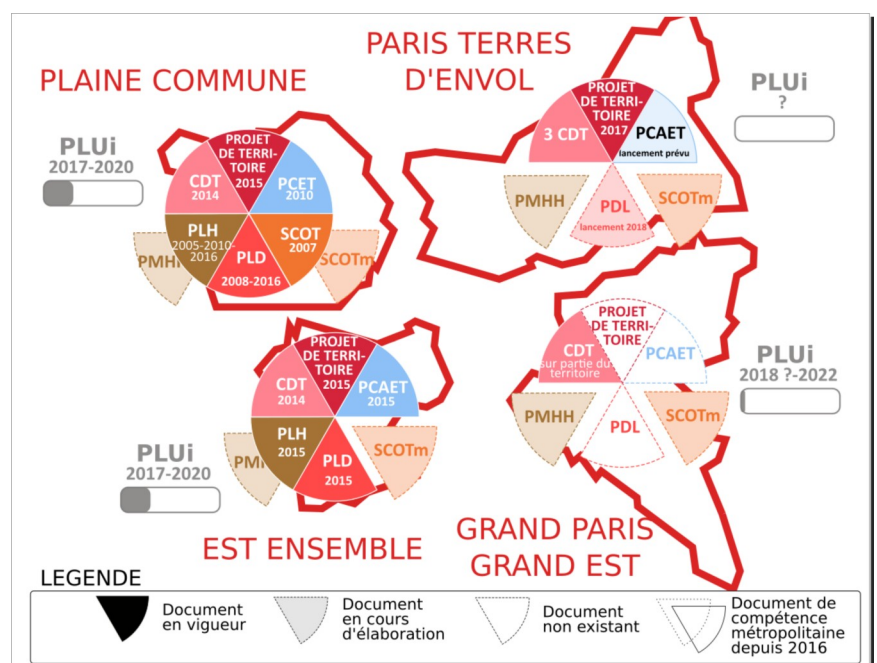 PLAINE COMMUNE
PLUi
2017-2020
PROJET
DE TERRI-
TOIRE
2015
CDT
2014
PCET
2010
PLH
2005-2010-
2016
SCOT
2007
PLD
2008-2016
PMH
SCOTm
PARIS TERRES
D'ENVOL
PLUi
?
PROJET
DE TERRI-
TOIRE
2017
3 CDT
PCAET
lancement prévu
PMHH
PDL
lancement 2018
SCOTm
PROJET
DE TERRI-
TOIRE
2015
CDT
2014
PCAET
2015
PLH
2015
PLD
2015
SCOTm
PLUi
2017-2020
EST ENSEMBLE
PROJET
DE TERRI-
TOIRE
CDT
sur partie du
territoire
PCAET
PMHH
PDL
SCOTm
PLUi
2018 ?-2022
GRAND PARIS
GRAND EST
LEGENDE
Document
en vigueur
Document
en cours
d'élaboration
Document
non existant
Document de
compétence
métropolitaine
depuis 2016